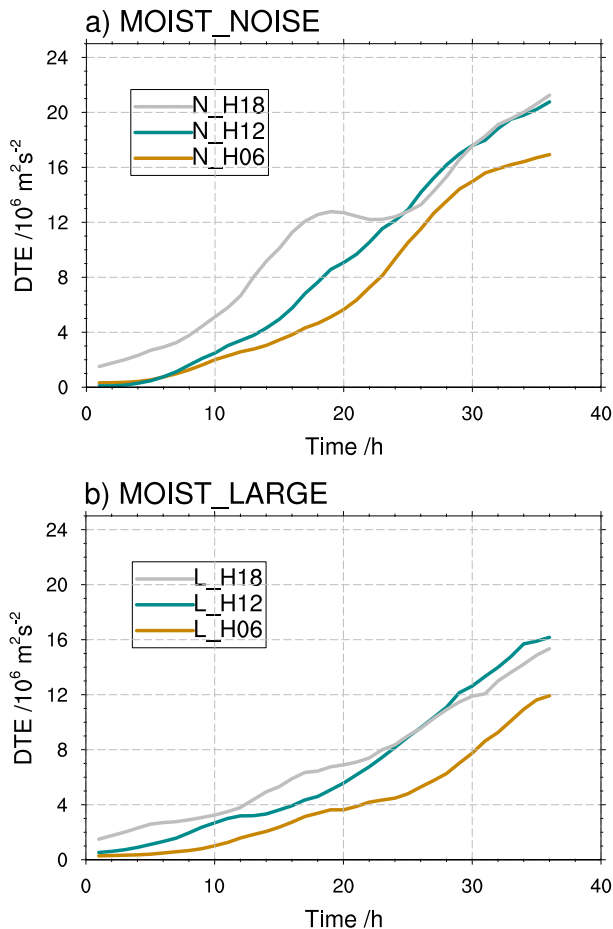 a) MOIST_NOISE
24
20
16
12
8
4
0
DTE /10⁶ m²s⁻²
N_H18
N_H12
N_H06
0 10 20 30 40
Time /h
b) MOIST_LARGE
24
20
16
12
8
4
0
DTE /10⁶ m²s⁻²
L_H18
L_H12
L_H06
0 10 20 30 40
Time /h